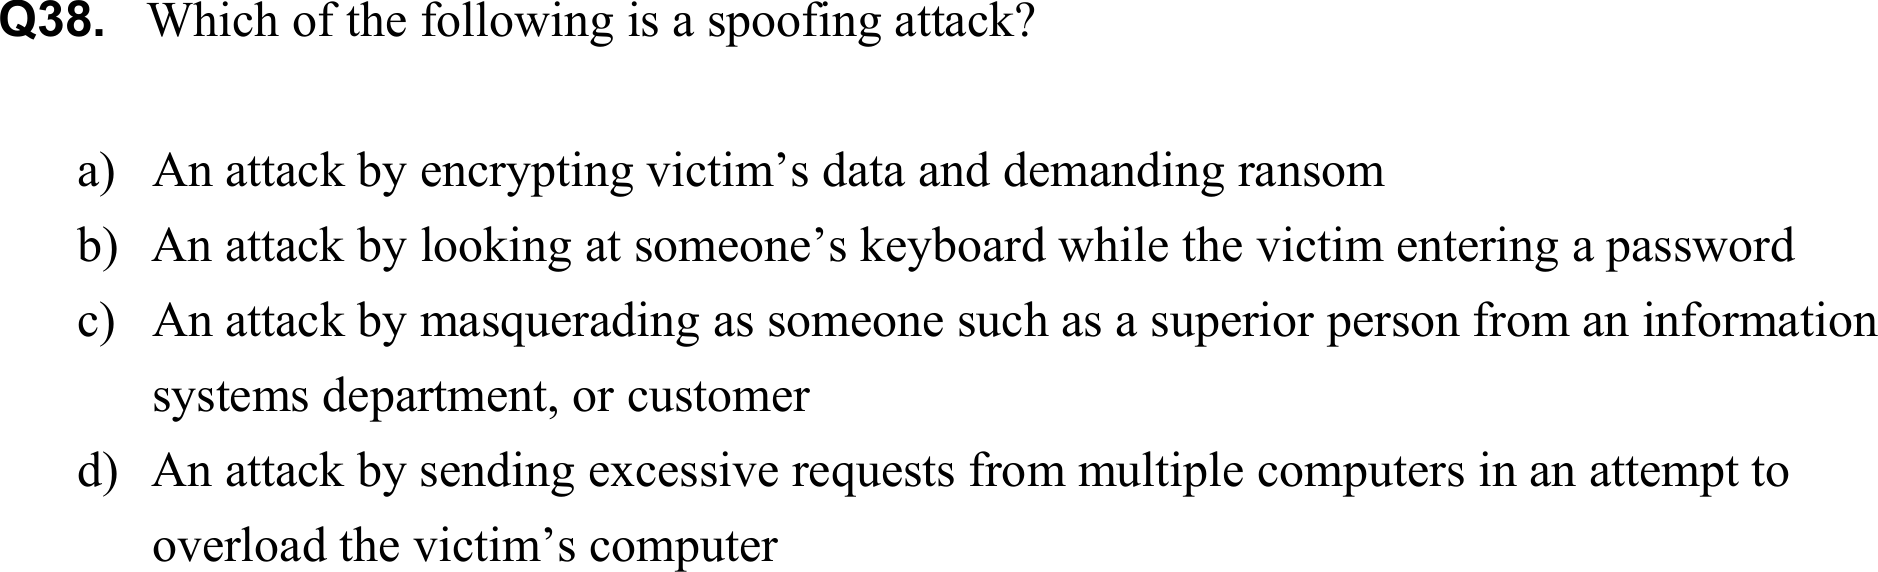 Q38. Which of the following is a spoofing attack?
a) An attack by encrypting victim’s data and demanding ransom
b) An attack by looking at someone’s keyboard while the victim entering a password
c) An attack by masquerading as someone such as a superior person from an information
systems department, or customer
d) An attack by sending excessive requests from multiple computers in an attempt to
overload the victim’s computer